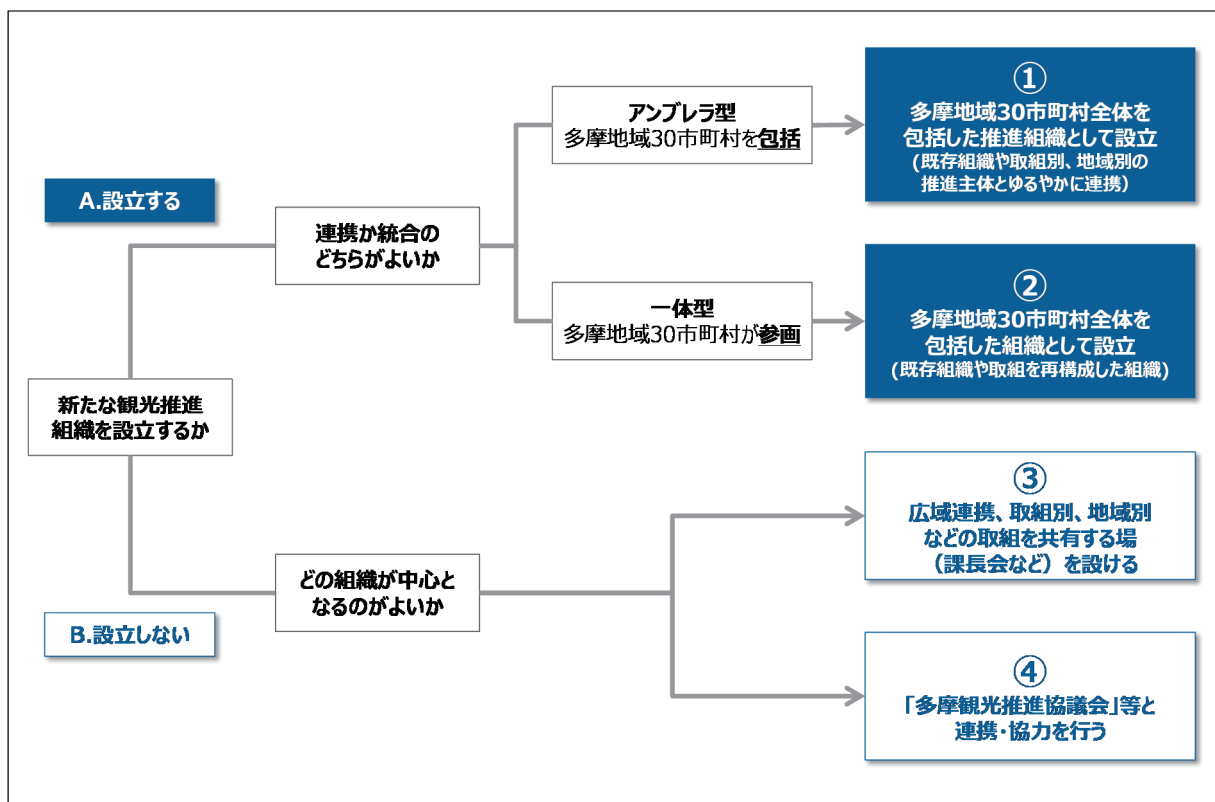 新たな観光推進
組織を設立するか
A.設立する
連携か統合の
どちらがよいか
アンブレラ型
多摩地域30市町村を包括
①
多摩地域30市町村全体を
包括した推進組織として設立
(既存組織や取組別、地域別の
推進主体とゆるやかに連携)
一体型
多摩地域30市町村が参画
②
多摩地域30市町村全体を
包括した組織として設立
(既存組織や取組を再構成した組織)
B.設立しない
どの組織が中心と
なるのがよいか
③
広域連携、取組別、地域別
などの取組を共有する場
（課長会など）を設ける
④
「多摩観光推進協議会」等と
連携・協力を行う